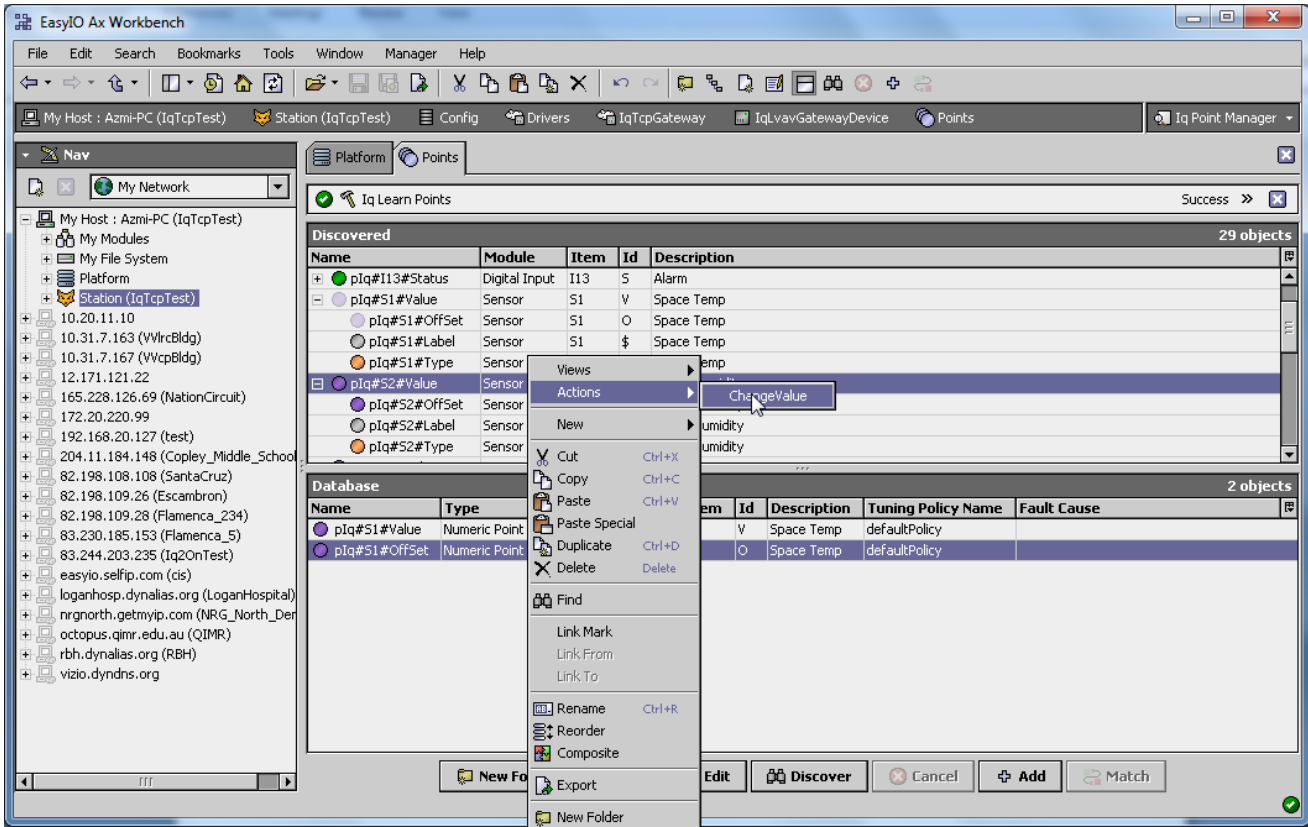 EasyIO Ax Workbench
File Edit Search Bookmarks Tools Window Manager Help
My Host : Azmi-PC (IqTcpTest) Station (IqTcpTest) Config Drivers IqTcpGateway IqLvavGatewayDevice Points Iq Point Manager
Nav
My Network
My Host : Azmi-PC (IqTcpTest)
My Modules
My File System
Platform
Station (IqTcpTest)
10.20.11.10
10.31.7.163 (VVlrcBldg)
10.31.7.167 (VVcpBldg)
12.171.121.22
165.228.126.69 (NationCircuit)
172.20.220.99
192.168.20.127 (test)
204.11.184.148 (Copley_Middle_School
82.198.108.108 (SantaCruz)
82.198.109.26 (Escambron)
82.198.109.28 (Flamenca_234)
83.230.185.153 (Flamenca_5)
83.244.203.235 (Iq2OnTest)
easyio.selfip.com (cis)
loganhosp.dynalias.org (LoganHospital)
nrgnorth.getmyip.com (NRG_North_Der
octopus.qimr.edu.au (QIMR)
rbh.dynalias.org (RBH)
vizio.dyndns.org
Platform Points
Iq Learn Points Success »
Discovered 29 objects
Name Module Item Id Description
pIq#I13#Status Digital Input I13 S Alarm
pIq#S1#Value Sensor S1 V Space Temp
pIq#S1#OffSet Sensor S1 O Space Temp
pIq#S1#Label Sensor S1 $ Space Temp
pIq#S1#Type Sensor emp
pIq#S2#Value Sensor
pIq#S2#OffSet Sensor
pIq#S2#Label Sensor umidity
pIq#S2#Type Sensor umidity
Database 2 objects
Name Type em Id Description Tuning Policy Name Fault Cause
pIq#S1#Value Numeric Point V Space Temp defaultPolicy
pIq#S1#OffSet Numeric Point O Space Temp defaultPolicy
Views
Actions
ChangeValue
New
Cut Ctrl+X
Copy Ctrl+C
Paste Ctrl+V
Paste Special
Duplicate Ctrl+D
Delete Delete
Find
Link Mark
Link From
Link To
Rename Ctrl+R
Reorder
Composite
Export
New Folder
New Fo Edit Discover Cancel Add Match